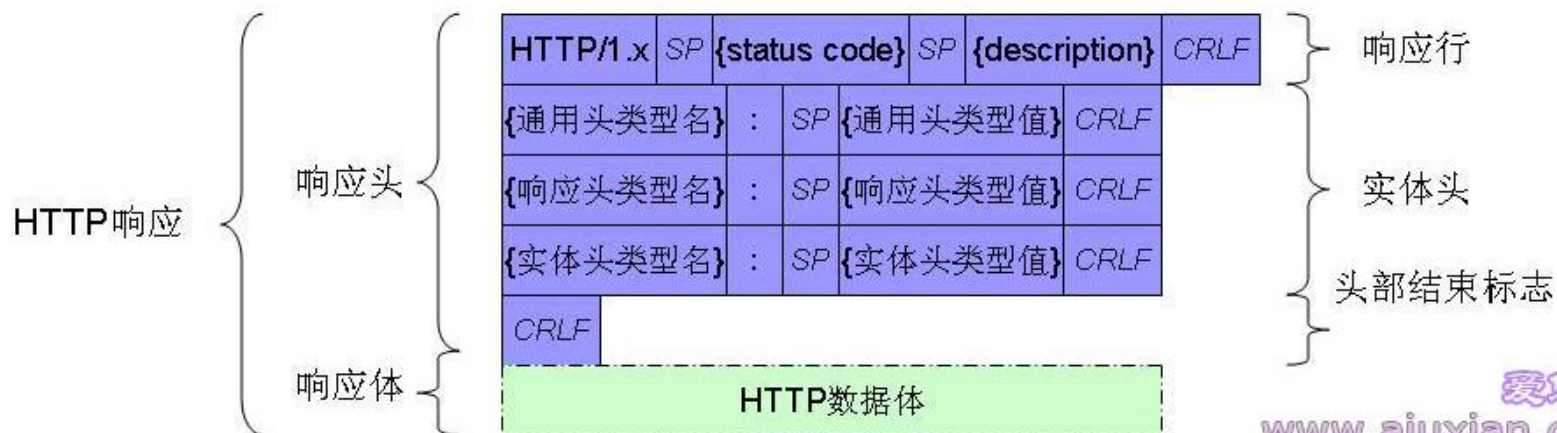 HTTP/1.x SP {status code} SP {description} CRLF
响应行
{通用头类型名} : SP {通用头类型值} CRLF
响应头
{响应头类型名} : SP {响应头类型值} CRLF
实体头
HTTP响应
{实体头类型名} : SP {实体头类型值} CRLF
头部结束标志
CRLF
响应体
HTTP数据体
www.aiuxian.